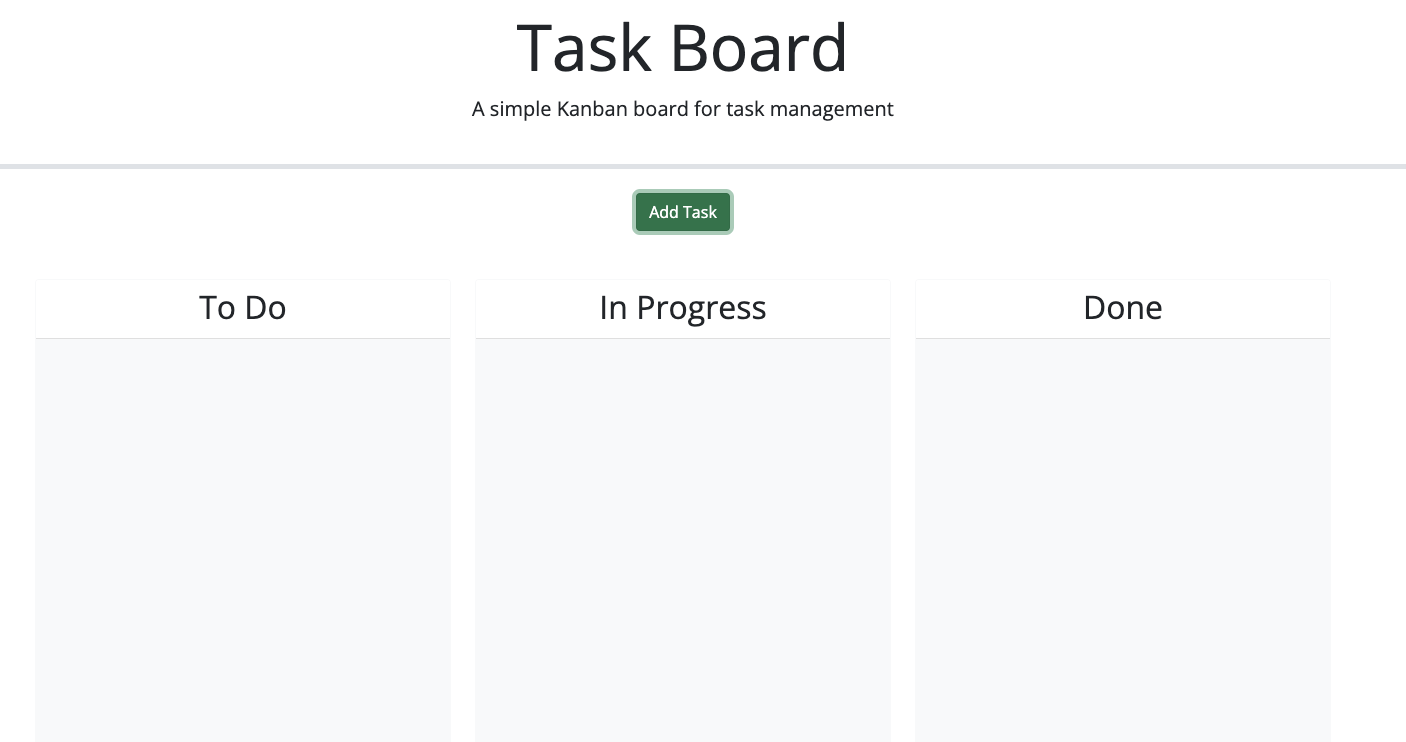 Task Board
A simple Kanban board for task management
Add Task
To Do
In Progress
Done